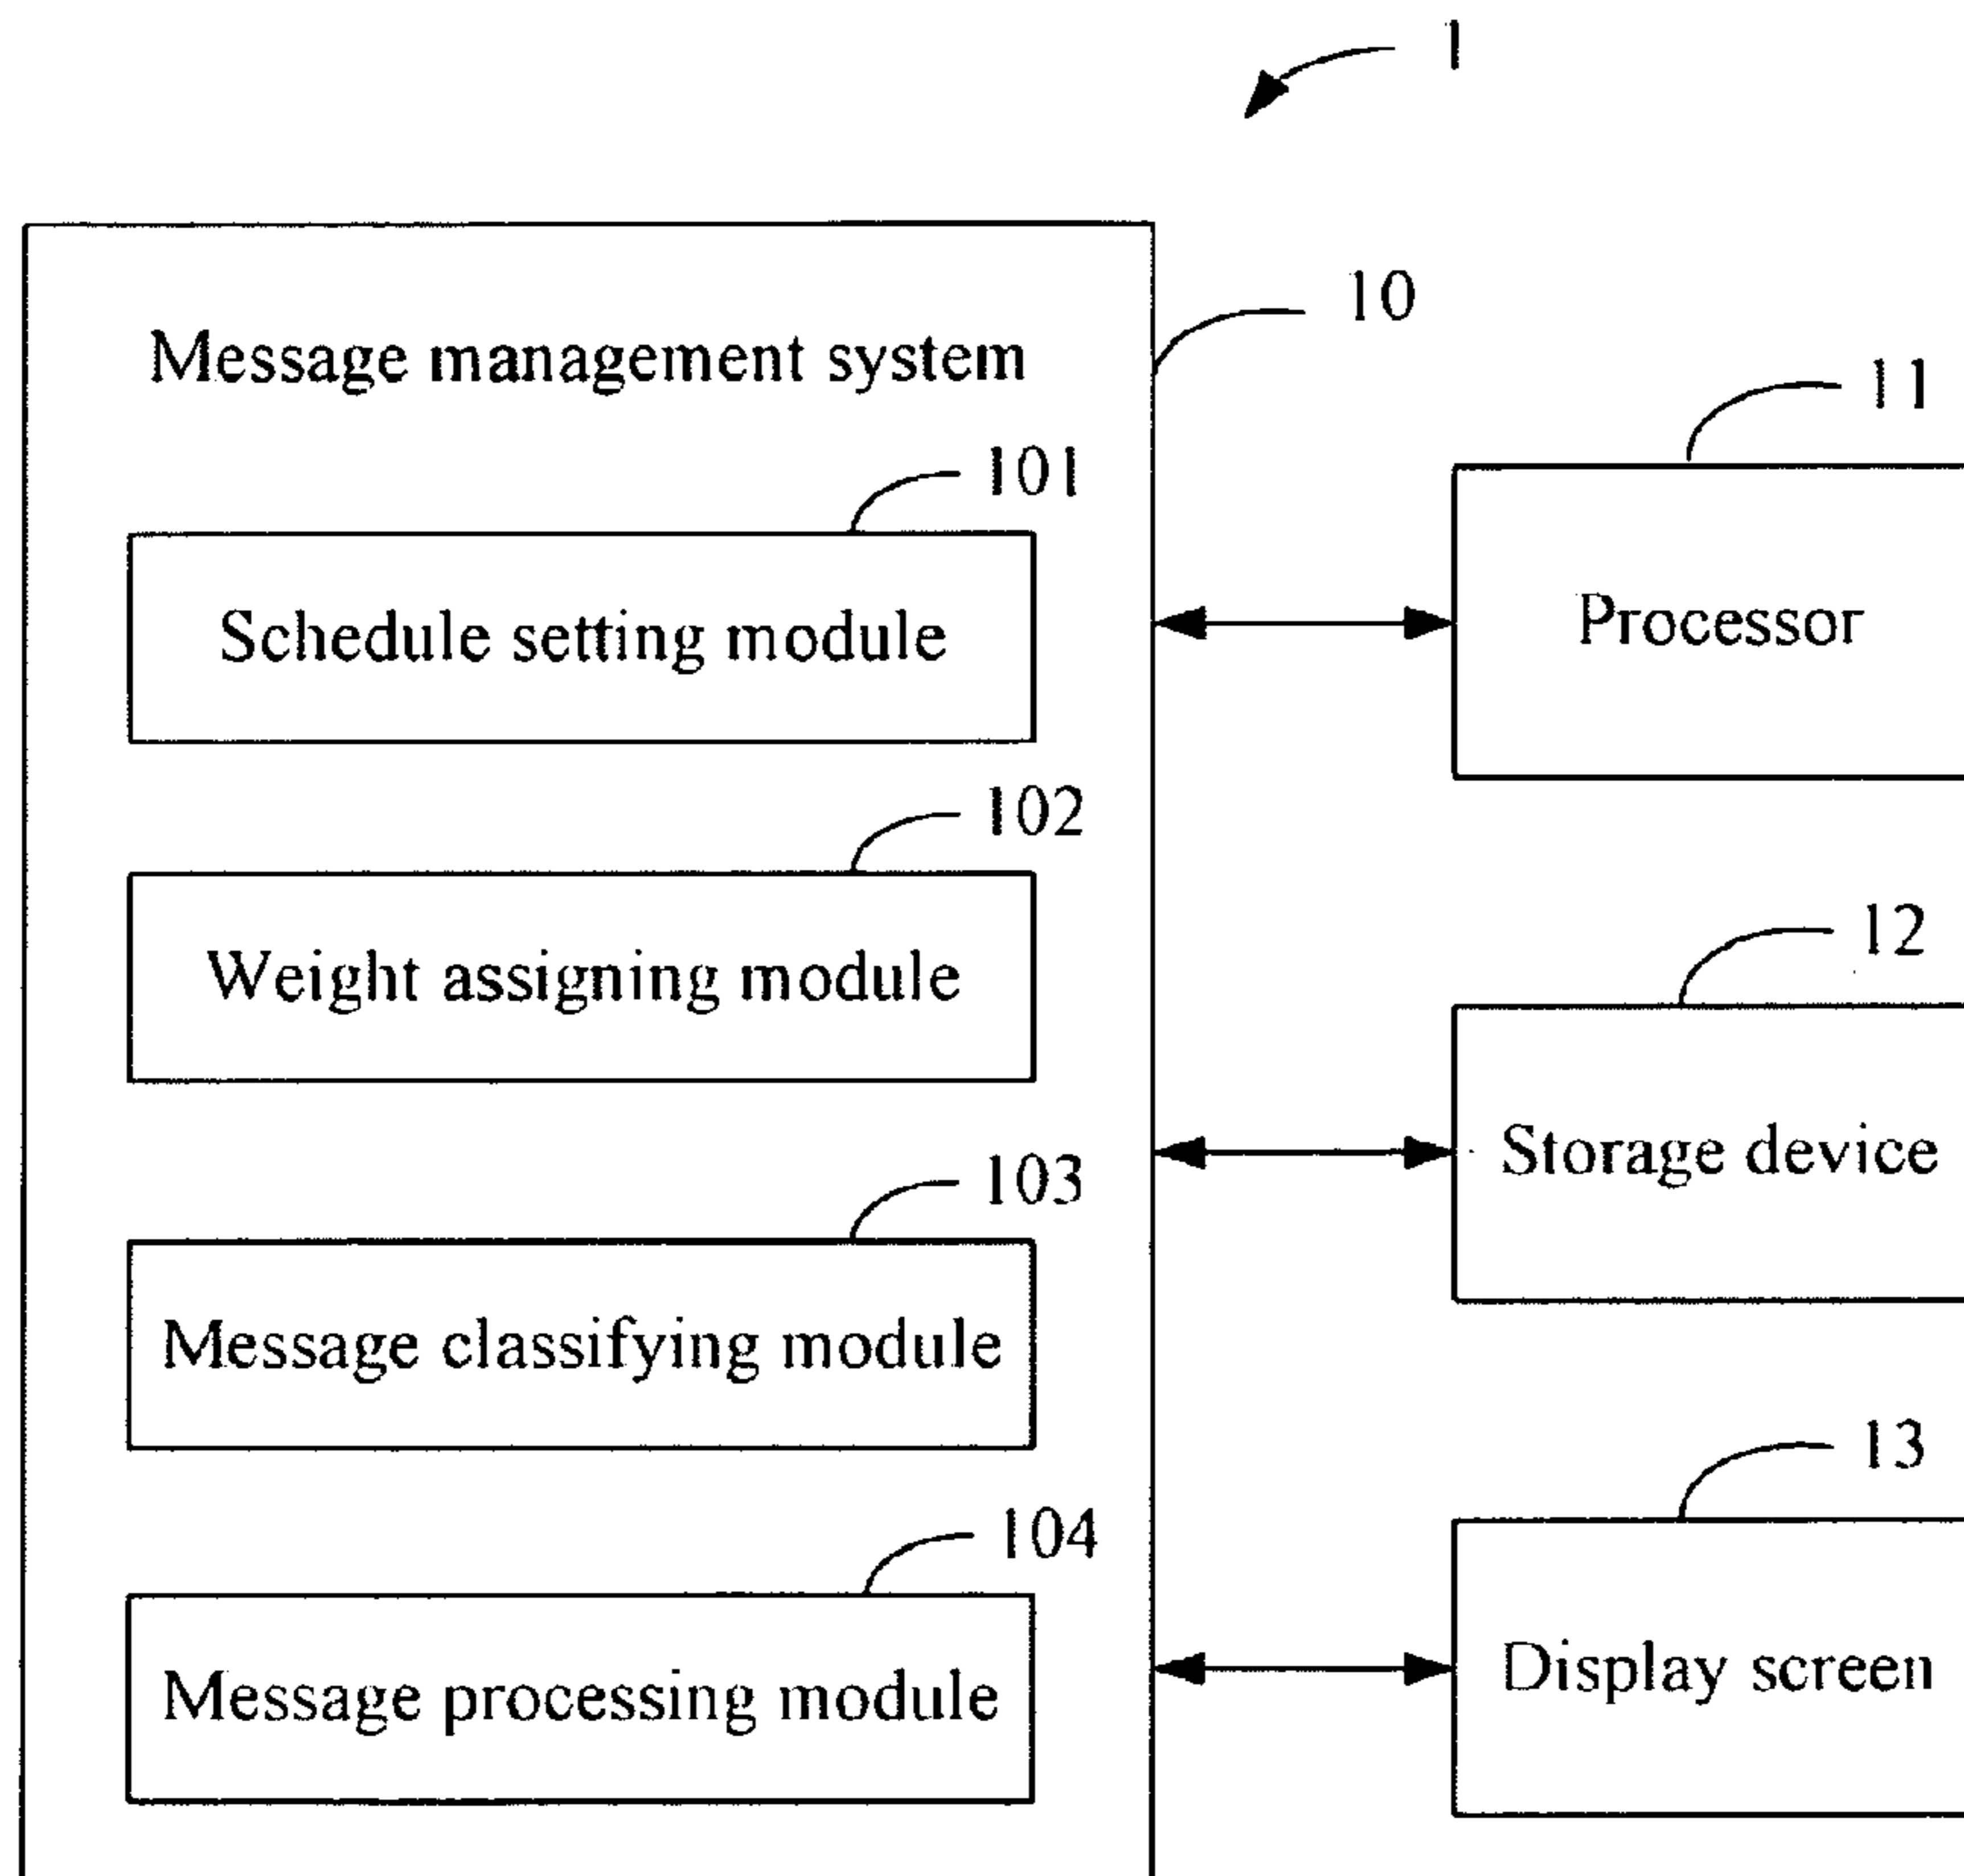 1
10
Message management system
11
101
Schedule setting module
Processor
102
Weight assigning module
12
Storage device
103
Message classifying module
13
104
Message processing module
Display screen